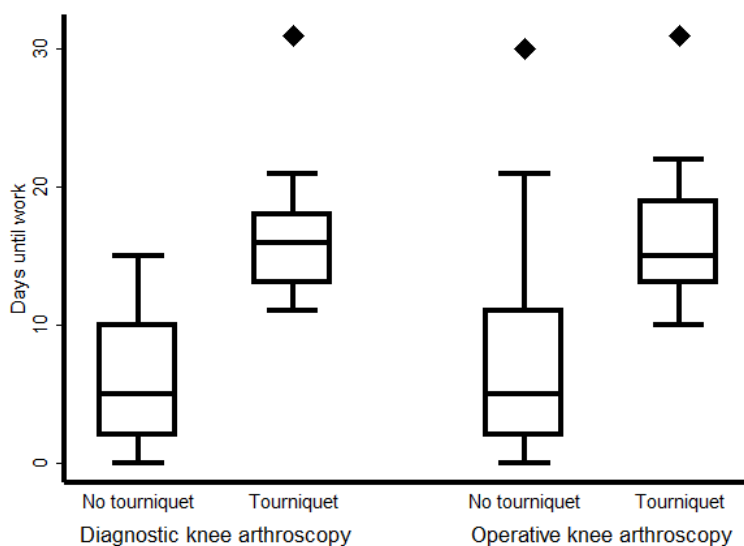 30
20
10
0
Days until work
No tourniquet Tourniquet No tourniquet Tourniquet
Diagnostic knee arthroscopy Operative knee arthroscopy